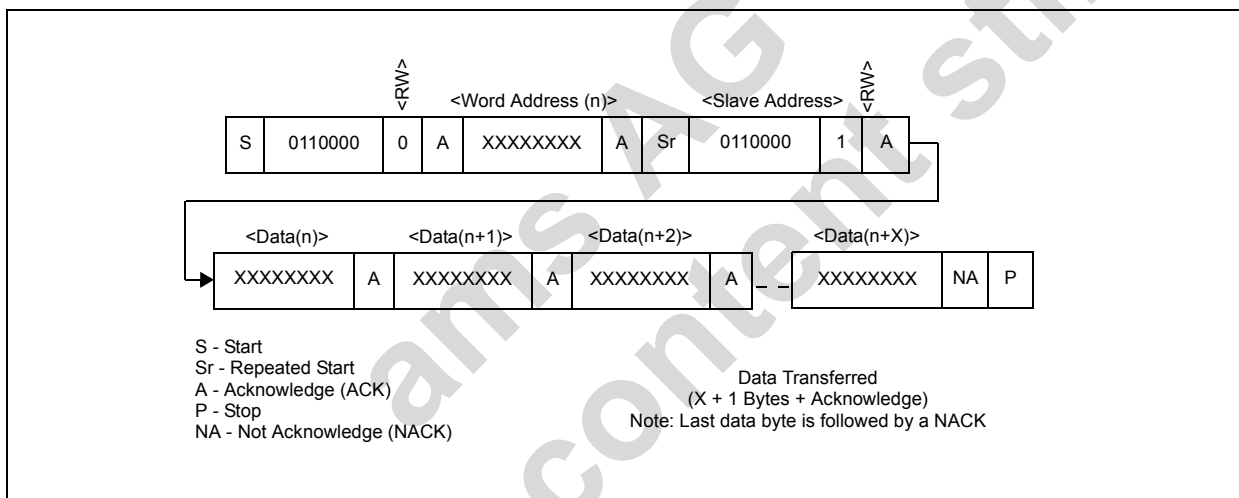 <RW>
<RW>
<Word Address (n)>
<Slave Address>
S 0110000 0 A XXXXXXXX A Sr 0110000 1 A
<Data(n)> <Data(n+1)> <Data(n+2)> <Data(n+X)>
XXXXXXXX A XXXXXXXX A XXXXXXXX A XXXXXXXX NA P
S - Start
Sr - Repeated Start
A - Acknowledge (ACK)
P - Stop
NA - Not Acknowledge (NACK)
Data Transferred
(X + 1 Bytes + Acknowledge)
Note: Last data byte is followed by a NACK
ams AG
content sti